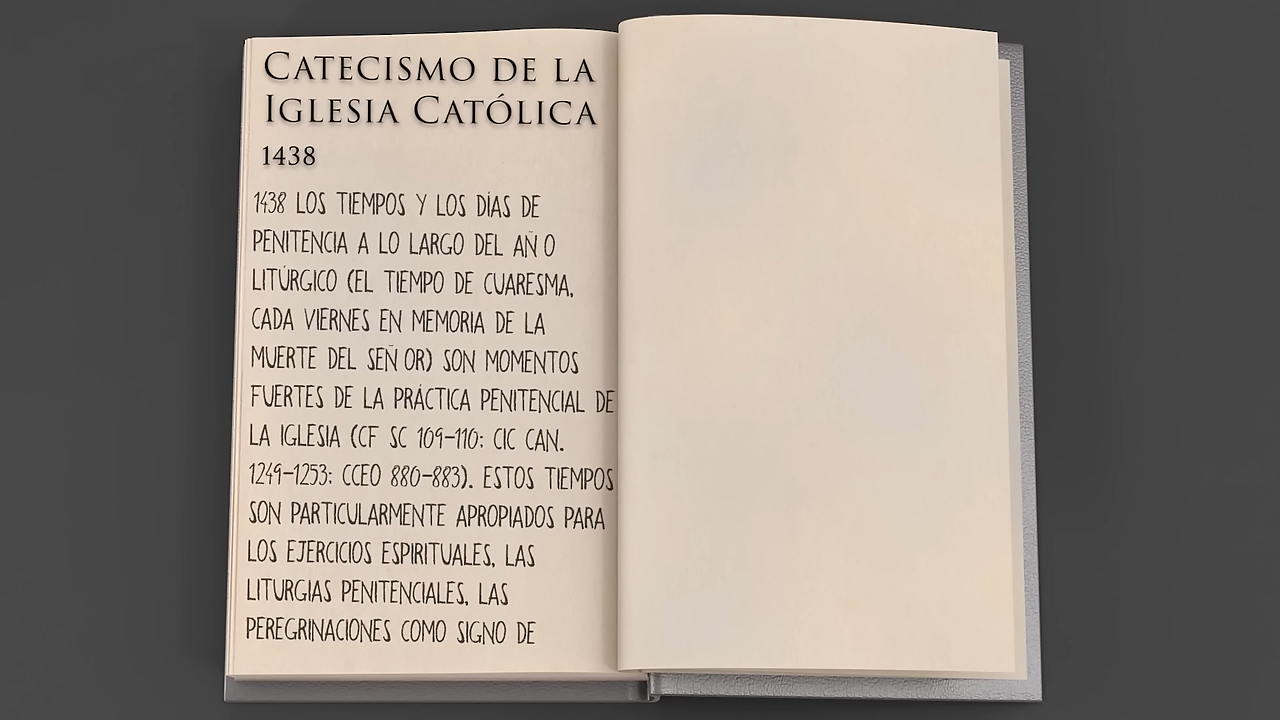 CATECISMO DE LA
IGLESIA CATÓLICA
1438
1438 LOS TIEMPOS Y LOS DÍAS DE
PENITENCIA A LO LARGO DEL AÑ O
LITÚRGICO (EL TIEMPO DE CUARESMA,
CADA VIERNES EN MEMORIA DE LA
MUERTE DEL SEÑ OR) SON MOMENTOS
FUERTES DE LA PRÁCTICA PENITENCIAL DE
LA IGLESIA (CF SC 109-110: CIC CAN.
1249-1253: CCEO 880-883). ESTOS TIEMPOS
SON PARTICULARMENTE APROPIADOS PARA
LOS EJERCICIOS ESPIRITUALES, LAS
LITURGIAS PENITENCIALES, LAS
PEREGRINACIONES COMO SIGNO DE